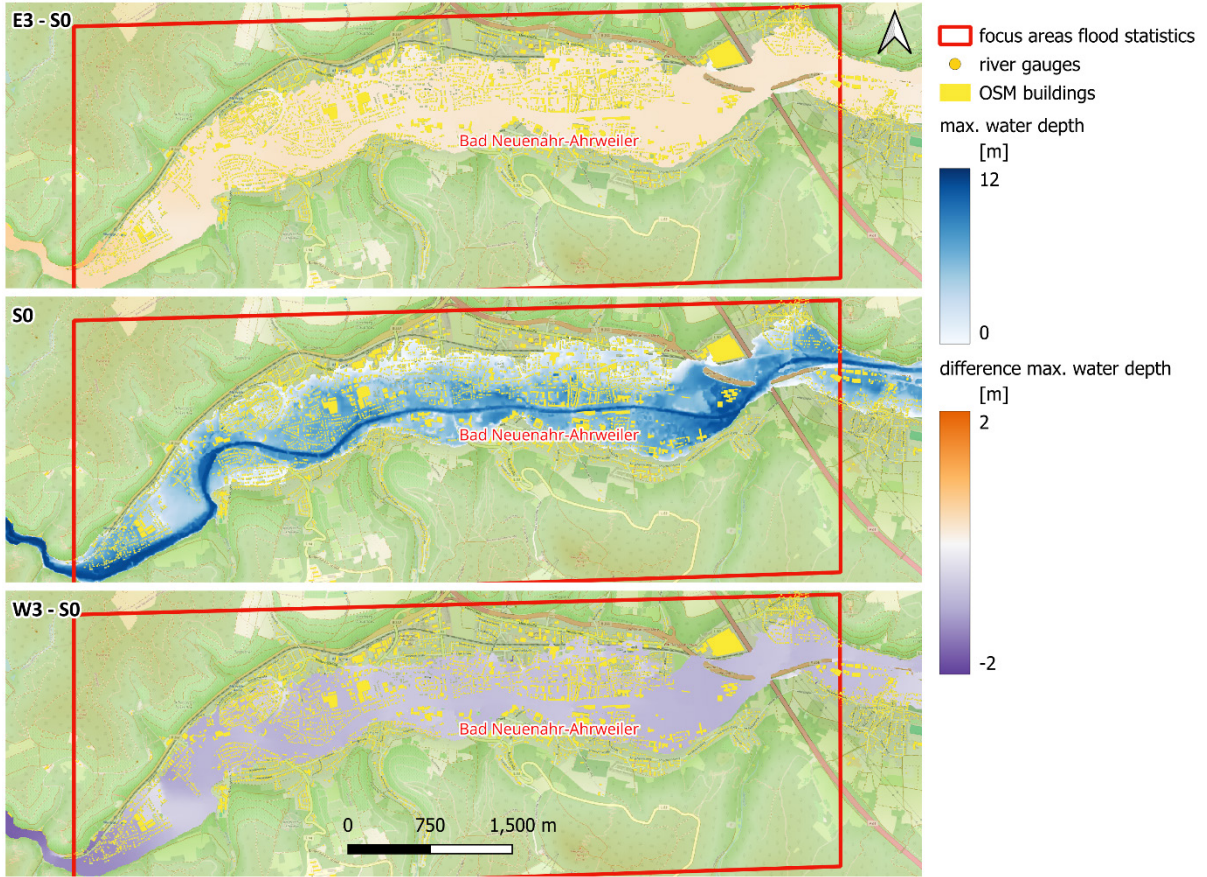 E3 - S0
Bad Neuenahr-Ahrweiler
S0
Bad Neuenahr-Ahrweiler
W3 - S0
Bad Neuenahr-Ahrweiler
0 750 1,500 m
focus areas flood statistics
river gauges
OSM buildings
max. water depth
[m]
12
0
difference max. water depth
[m]
2
-2